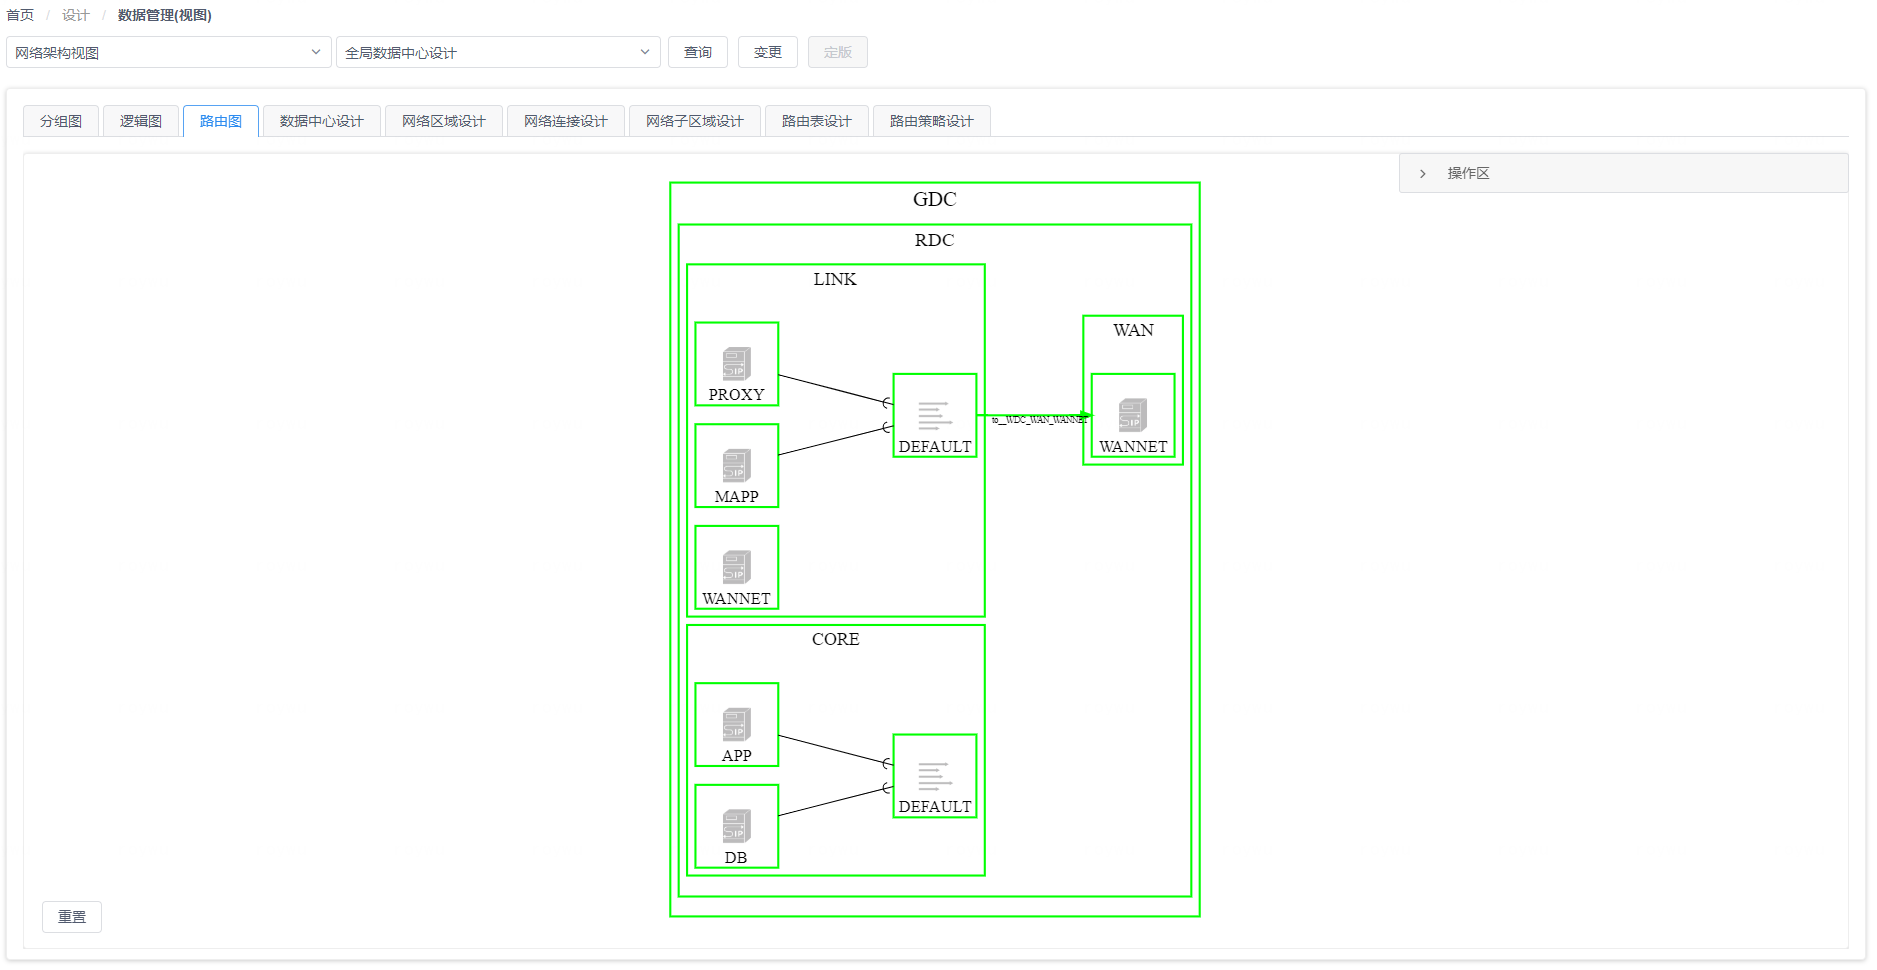 首页 / 设计 / 数据管理(视图)
网络架构视图 全局数据中心设计 查询 变更 定版
分组图 逻辑图 路由图 数据中心设计 网络区域设计 网络连接设计 网络子区域设计 路由表设计 路由策略设计
操作区
GDC
RDC
LINK
WAN
PROXY
DEFAULT
to__WDC_WAN_WANNET
WANNET
MAPP
WANNET
CORE
APP
DEFAULT
DB
重置